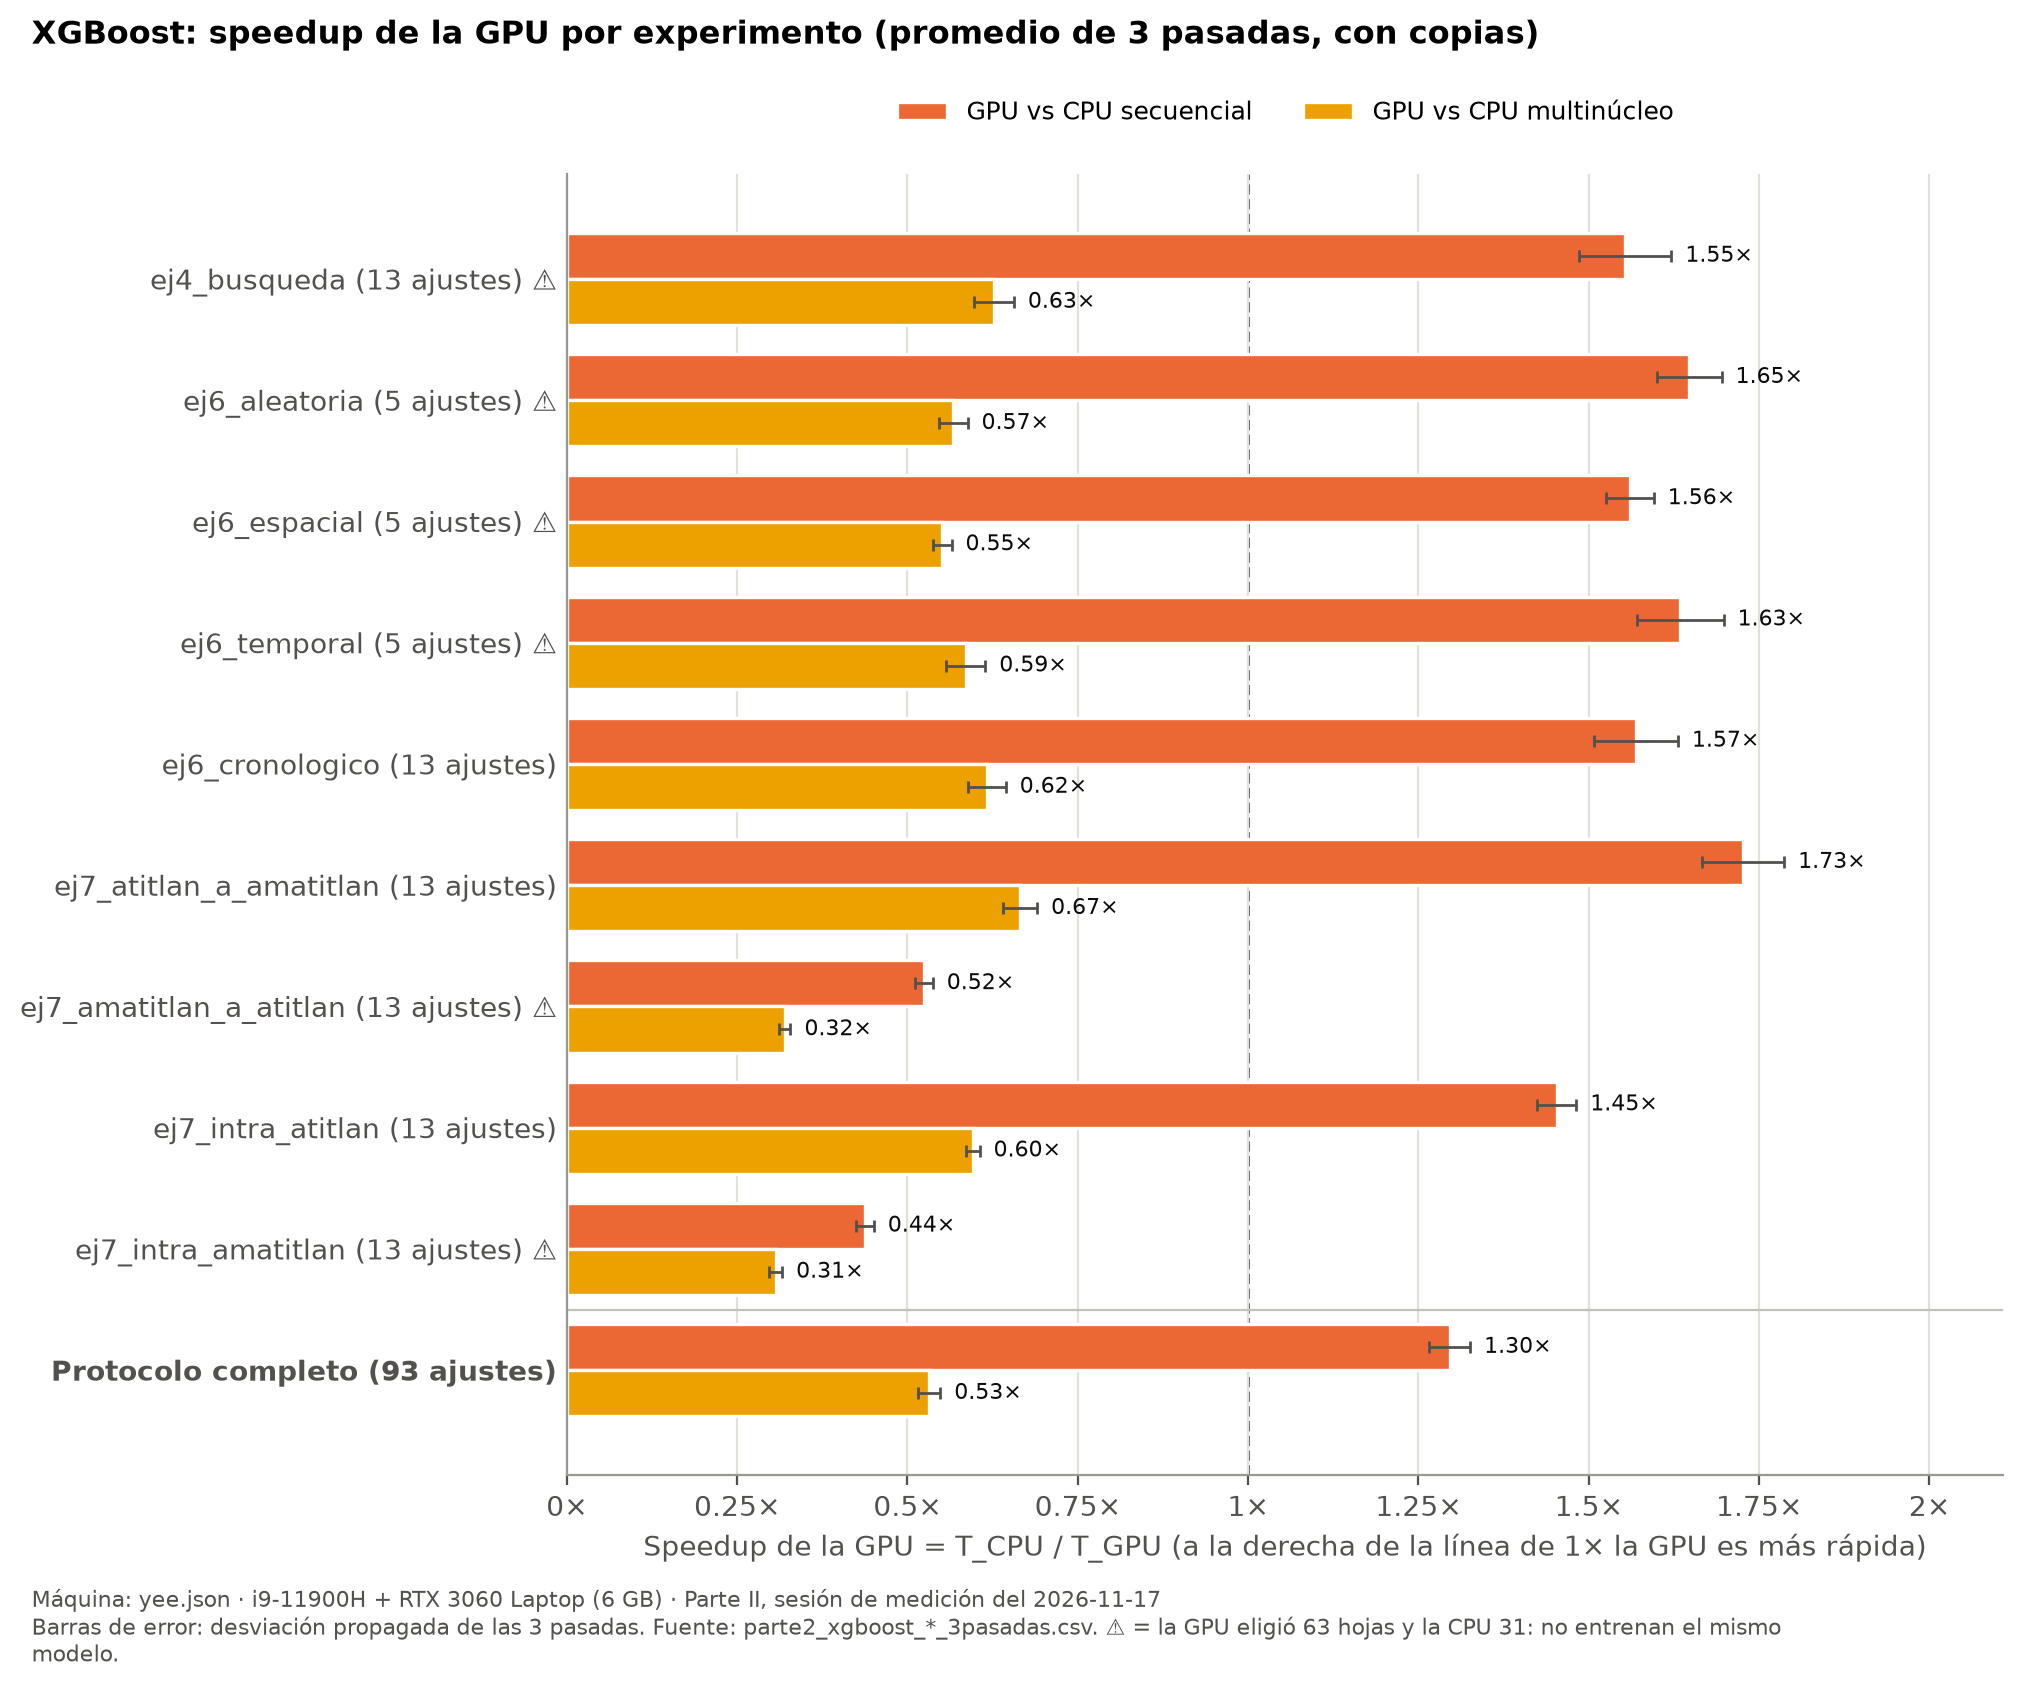 XGBoost: speedup de la GPU por experimento (promedio de 3 pasadas, con copias)
GPU vs CPU secuencial
GPU vs CPU multinúcleo
ej4_busqueda (13 ajustes) ⚠
1.55×
0.63×
ej6_aleatoria (5 ajustes) ⚠
1.65×
0.57×
ej6_espacial (5 ajustes) ⚠
1.56×
0.55×
ej6_temporal (5 ajustes) ⚠
1.63×
0.59×
ej6_cronologico (13 ajustes)
1.57×
0.62×
ej7_atitlan_a_amatitlan (13 ajustes)
1.73×
0.67×
ej7_amatitlan_a_atitlan (13 ajustes) ⚠
0.52×
0.32×
ej7_intra_atitlan (13 ajustes)
1.45×
0.60×
ej7_intra_amatitlan (13 ajustes) ⚠
0.44×
0.31×
Protocolo completo (93 ajustes)
1.30×
0.53×
0× 0.25× 0.5× 0.75× 1× 1.25× 1.5× 1.75× 2×
Speedup de la GPU = T_CPU / T_GPU (a la derecha de la línea de 1× la GPU es más rápida)
Máquina: yee.json · i9-11900H + RTX 3060 Laptop (6 GB) · Parte II, sesión de medición del 2026-11-17
Barras de error: desviación propagada de las 3 pasadas. Fuente: parte2_xgboost_*_3pasadas.csv. ⚠ = la GPU eligió 63 hojas y la CPU 31: no entrenan el mismo
modelo.